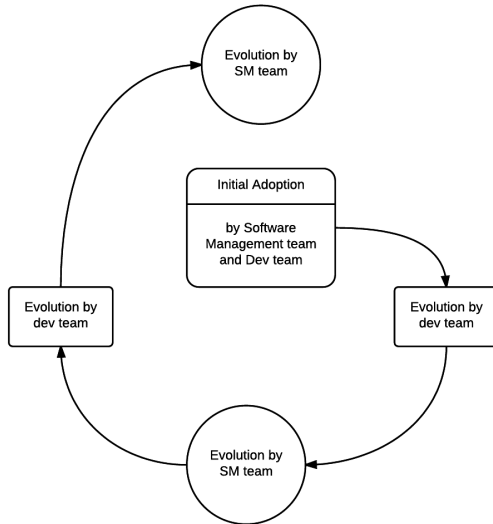 Evolution by
SM team
Initial Adoption
by Software
Management team
and Dev team
Evolution by
dev team
Evolution by
dev team
Evolution by
SM team